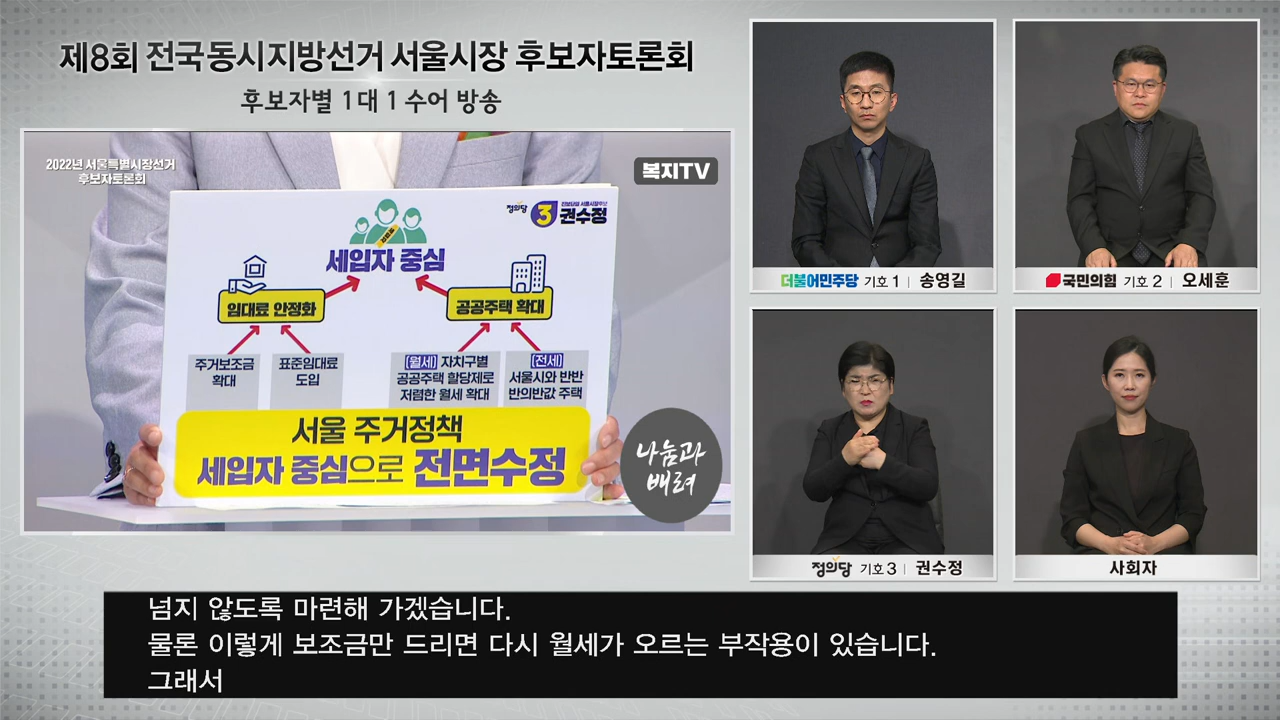 제8회 전국동시지방선거 서울시장 후보자토론회
후보자별 1대 1 수어 방송
2022년 서울특별시장선거
후보자토론회
복지TV
정의당 3 권수정
세입자 중심
임대료 안정화
공공주택 확대
주거보조금
확대
표준임대료
도입
[월세] 자치구별
공공주택 할당제로
저렴한 월세 확대
[전세]
서울시와 반반
반의반값 주택
서울 주거정책
세입자 중심으로 전면수정
나눔과
배려
더불어민주당 기호 1 | 송영길
국민의힘 기호 2 | 오세훈
정의당 기호 3 | 권수정
사회자
넘지 않도록 마련해 가겠습니다.
물론 이렇게 보조금만 드리면 다시 월세가 오르는 부작용이 있습니다.
그래서